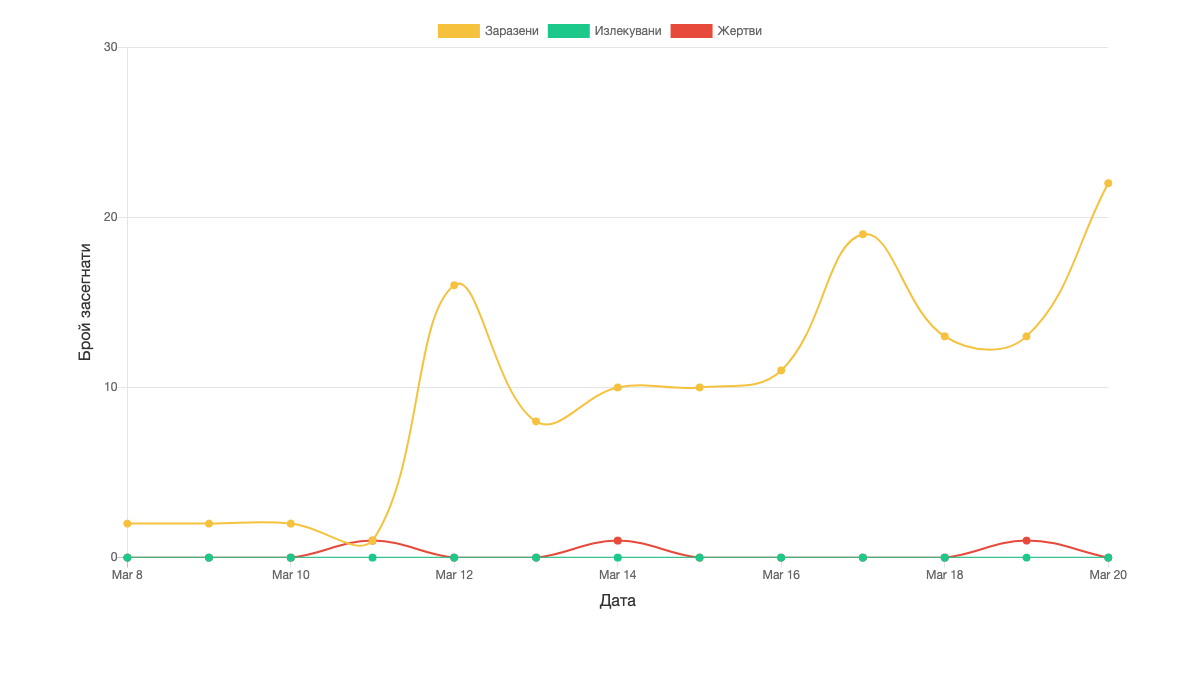 Заразени Излекувани Жертви
30
20
10
0
Брой засегнати
Mar 8 Mar 10 Mar 12 Mar 14 Mar 16 Mar 18 Mar 20
Дата